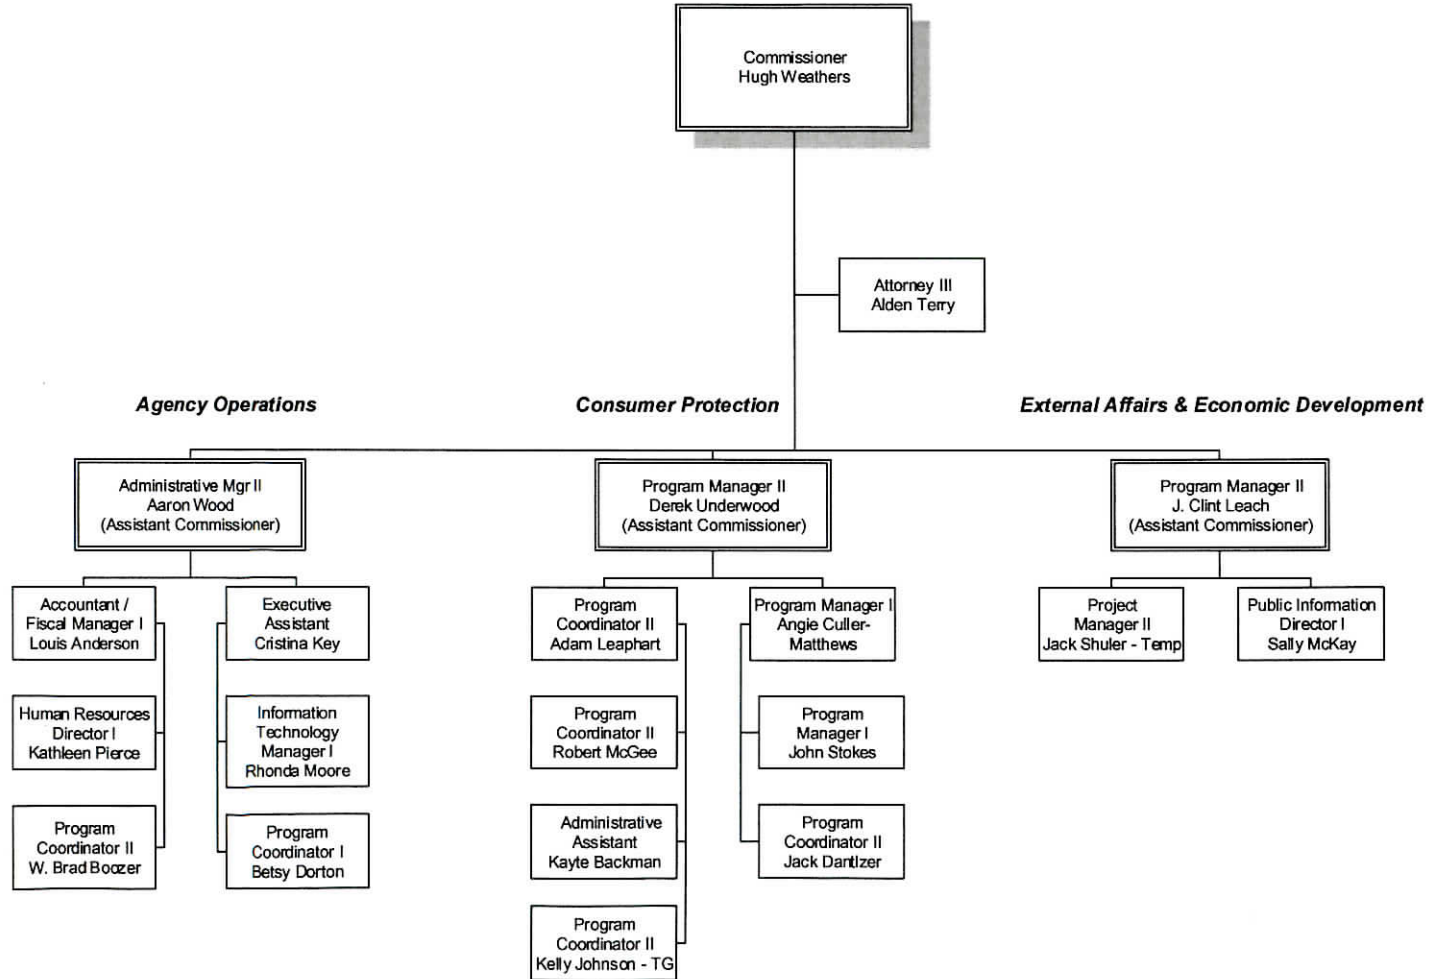 Commissioner
Hugh Weathers
Attorney III
Alden Terry
Agency Operations
Consumer Protection
External Affairs & Economic Development
Administrative Mgr II
Aaron Wood
(Assistant Commissioner)
Program Manager II
Derek Underwood
(Assistant Commissioner)
Program Manager II
J. Clint Leach
(Assistant Commissioner)
Accountant /
Fiscal Manager I
Louis Anderson
Executive
Assistant
Cristina Key
Program
Coordinator II
Adam Leaphart
Program Manager I
Angie Culler-
Matthews
Project
Manager II
Jack Shuler - Temp
Public Information
Director I
Sally McKay
Human Resources
Director I
Kathleen Pierce
Information
Technology
Manager I
Rhonda Moore
Program
Coordinator II
Robert McGee
Program
Manager I
John Stokes
Program
Coordinator II
W. Brad Boozer
Program
Coordinator I
Betsy Dorton
Administrative
Assistant
Kayte Backman
Program
Coordinator II
Jack Dantlzer
Program
Coordinator II
Kelly Johnson - TG